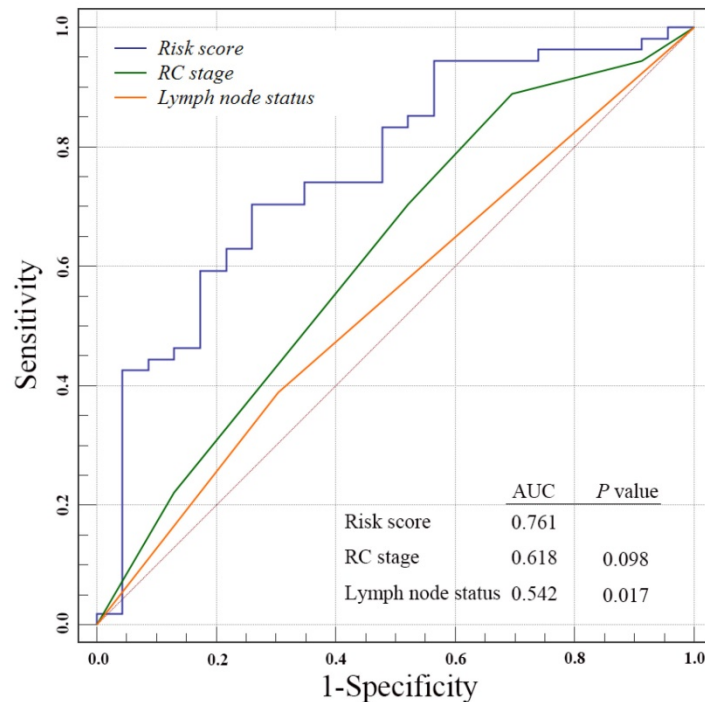 Risk score
RC stage
Lymph node status
1.0
0.8
0.6
0.4
0.2
0.0
Sensitivity
AUC P value
Risk score 0.761
RC stage 0.618 0.098
Lymph node status 0.542 0.017
0.0 0.2 0.4 0.6 0.8 1.0
1-Specificity